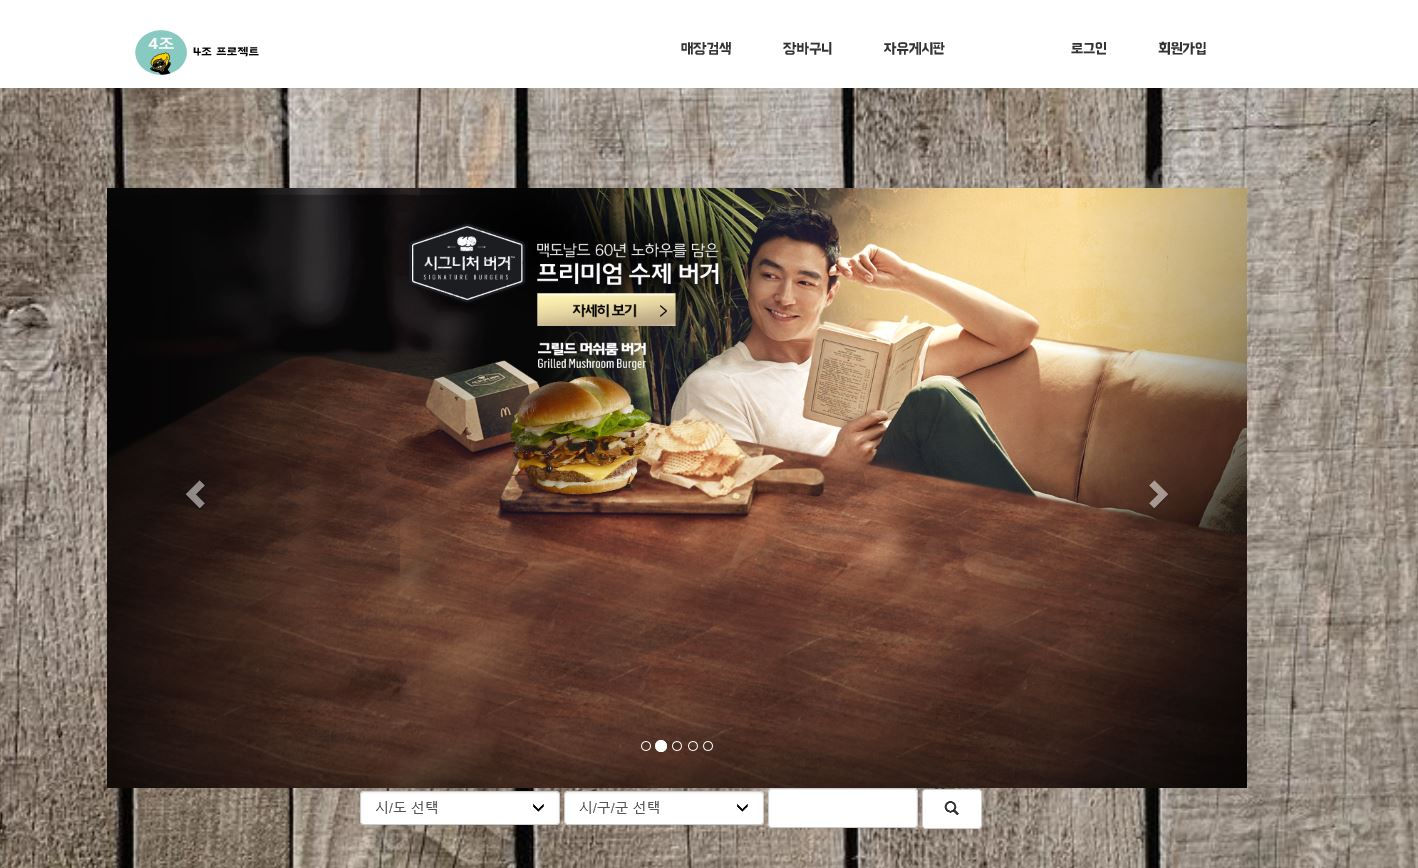 4조
4조 프로젝트
매장검색
장바구니
자유게시판
로그인
회원가입
시그니처 버거
SIGNATURE BURGERS
맥도날드 60년 노하우를 담은
프리미엄 수제 버거
자세히 보기
그릴드 머쉬룸 버거
Grilled Mushroom Burger
시/도 선택
시/구/군 선택